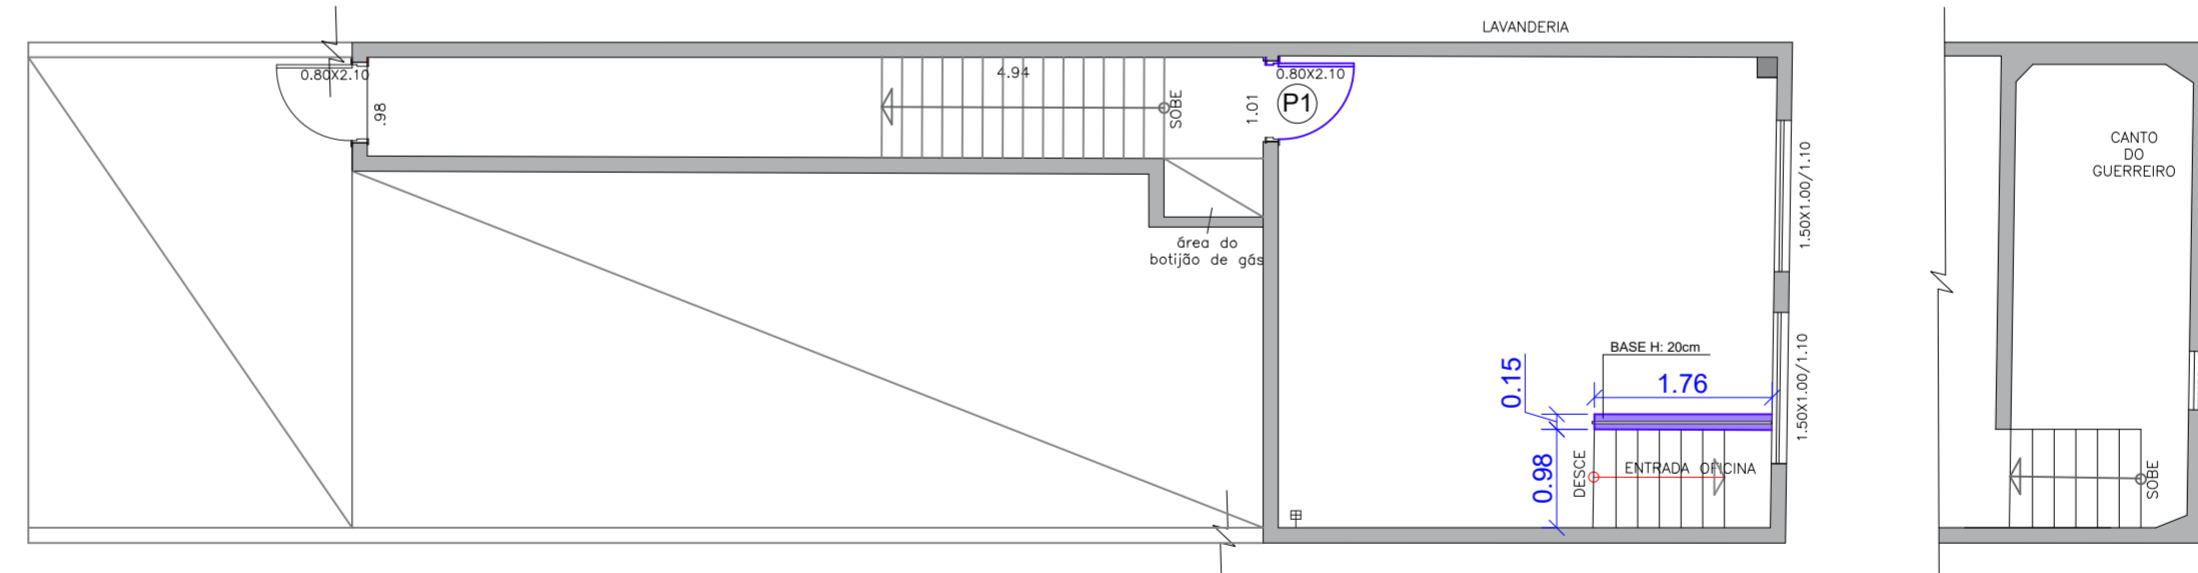 LAVANDERIA
0.80X2.10
.98
4.94
SOBE
1.01
0.80X2.10
P1
área do
botijão de gás
1.50X1.00/1.10
1.50X1.00/1.10
BASE H: 20cm
0.15
1.76
0.98
DESCE
ENTRADA OFICINA
CANTO
DO
GUERREIRO
SOBE